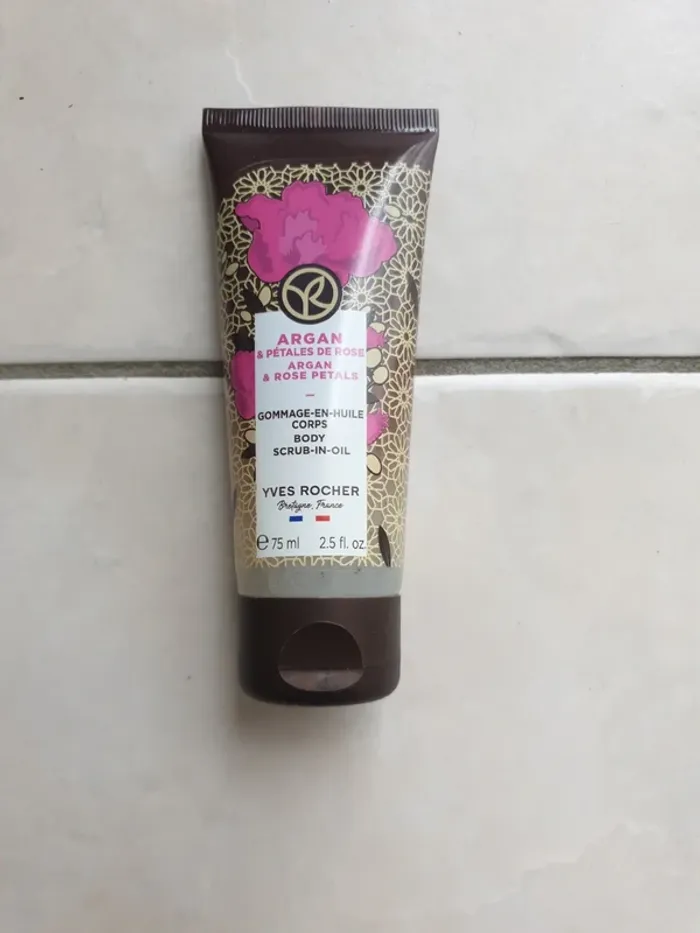 ARGAN
& PÉTALES DE ROSE
ARGAN
& ROSE PETALS
GOMMAGE-EN-HUILE
CORPS
BODY
SCRUB-IN-OIL
YVES ROCHER
Bretagne, France
℮ 75 ml 2.5 fl. oz.